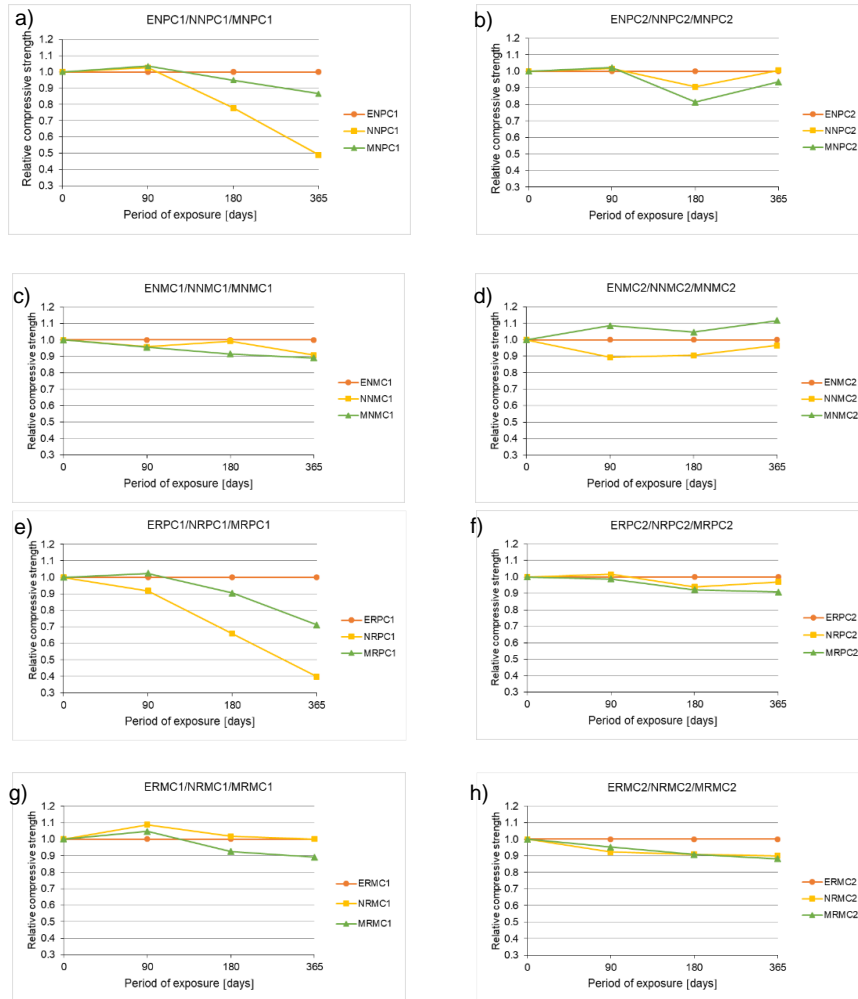 a)
ENPC1/NNPC1/MNPC1
Relative compressive strength
1.2
1.1
1.0
0.9
0.8
0.7
0.6
0.5
0.4
0.3
0 90 180 365
Period of exposure [days]
ENPC1
NNPC1
MNPC1
b)
ENPC2/NNPC2/MNPC2
Relative compressive strength
1.2
1.1
1.0
0.9
0.8
0.7
0.6
0.5
0.4
0.3
0 90 180 365
Period of exposure [days]
ENPC2
NNPC2
MNPC2
c)
ENMC1/NNMC1/MNMC1
Relative compressive strength
1.2
1.1
1.0
0.9
0.8
0.7
0.6
0.5
0.4
0.3
0 90 180 365
Period of exposure [days]
ENMC1
NNMC1
MNMC1
d)
ENMC2/NNMC2/MNMC2
Relative compressive strength
1.2
1.1
1.0
0.9
0.8
0.7
0.6
0.5
0.4
0.3
0 90 180 365
Period of exposure [days]
ENMC2
NNMC2
MNMC2
e)
ERPC1/NRPC1/MRPC1
Relative compressive strength
1.2
1.1
1.0
0.9
0.8
0.7
0.6
0.5
0.4
0.3
0 90 180 365
Period of exposure [days]
ERPC1
NRPC1
MRPC1
f)
ERPC2/NRPC2/MRPC2
Relative compressive strength
1.2
1.1
1.0
0.9
0.8
0.7
0.6
0.5
0.4
0.3
0 90 180 365
Period of exposure [days]
ERPC2
NRPC2
MRPC2
g)
ERMC1/NRMC1/MRMC1
Relative compressive strength
1.2
1.1
1.0
0.9
0.8
0.7
0.6
0.5
0.4
0.3
0 90 180 365
Period of exposure [days]
ERMC1
NRMC1
MRMC1
h)
ERMC2/NRMC2/MRMC2
Relative compressive strength
1.2
1.1
1.0
0.9
0.8
0.7
0.6
0.5
0.4
0.3
0 90 180 365
Period of exposure [days]
ERMC2
NRMC2
MRMC2